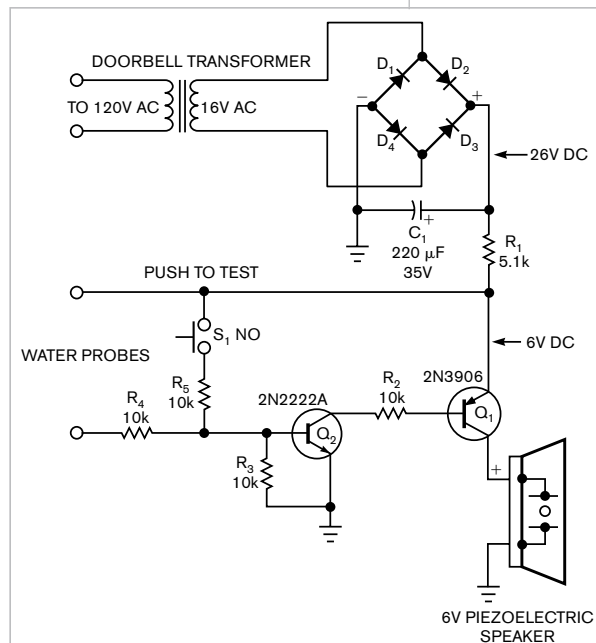 DOORBELL TRANSFORMER
D1
D2
TO 120V AC
16V AC
−
+
D4
D3
26V DC
+
C1
220 μF
35V
R1
5.1k
PUSH TO TEST
S1 NO
6V DC
WATER PROBES
R5
10k
R4
10k
2N2222A
R2
10k
2N3906
Q1
Q2
R3
10k
+
6V PIEZOELECTRIC
SPEAKER